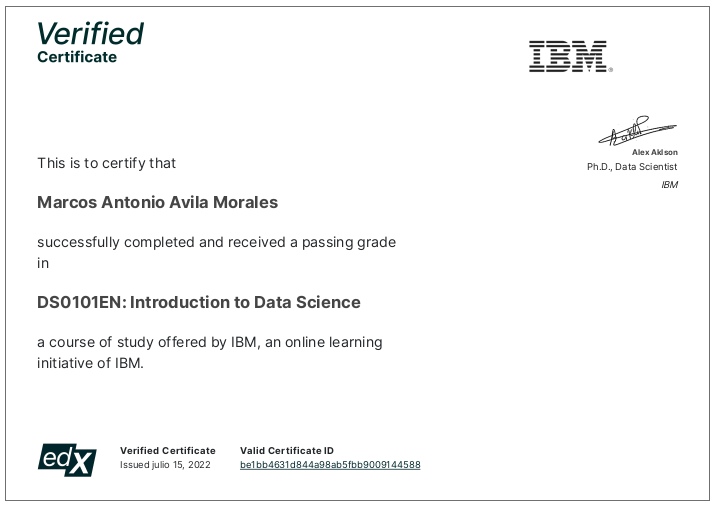 Verified
Certificate
IBM
Alex Aklson
Ph.D., Data Scientist
IBM
This is to certify that
Marcos Antonio Avila Morales
successfully completed and received a passing grade
in
DS0101EN: Introduction to Data Science
a course of study offered by IBM, an online learning
initiative of IBM.
edX
Verified Certificate
Issued julio 15, 2022
Valid Certificate ID
be1bb4631d844a98ab5fbb9009144588